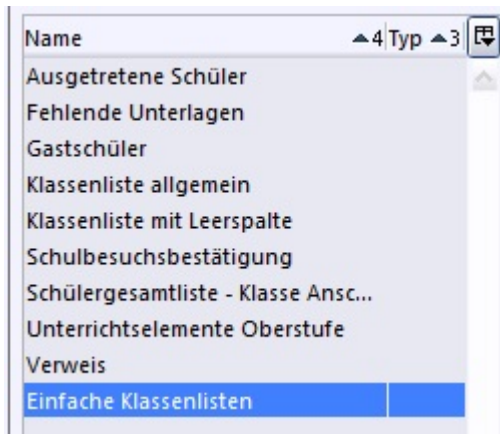 Name ▲4 Typ ▲3
Ausgetretene Schüler
Fehlende Unterlagen
Gastschüler
Klassenliste allgemein
Klassenliste mit Leerspalte
Schulbesuchsbestätigung
Schülergesamtliste - Klasse Ansc...
Unterrichtselemente Oberstufe
Verweis
Einfache Klassenlisten